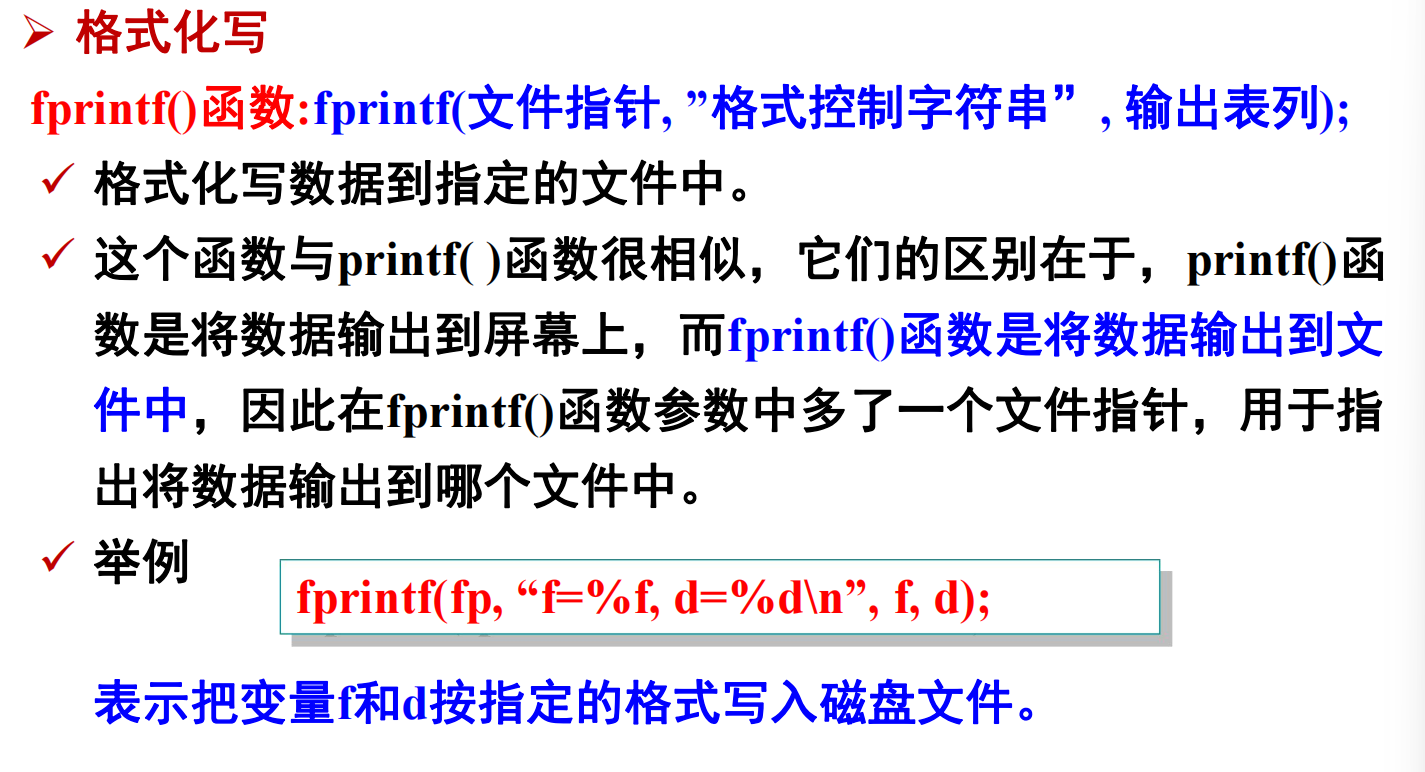 格式化写
fprintf()函数:fprintf(文件指针, ”格式控制字符串” , 输出表列);
格式化写数据到指定的文件中。
这个函数与printf( )函数很相似，它们的区别在于，printf()函
数是将数据输出到屏幕上，而fprintf()函数是将数据输出到文
件中，因此在fprintf()函数参数中多了一个文件指针，用于指
出将数据输出到哪个文件中。
举例
fprintf(fp, “f=%f, d=%d\n”, f, d);
表示把变量f和d按指定的格式写入磁盘文件。